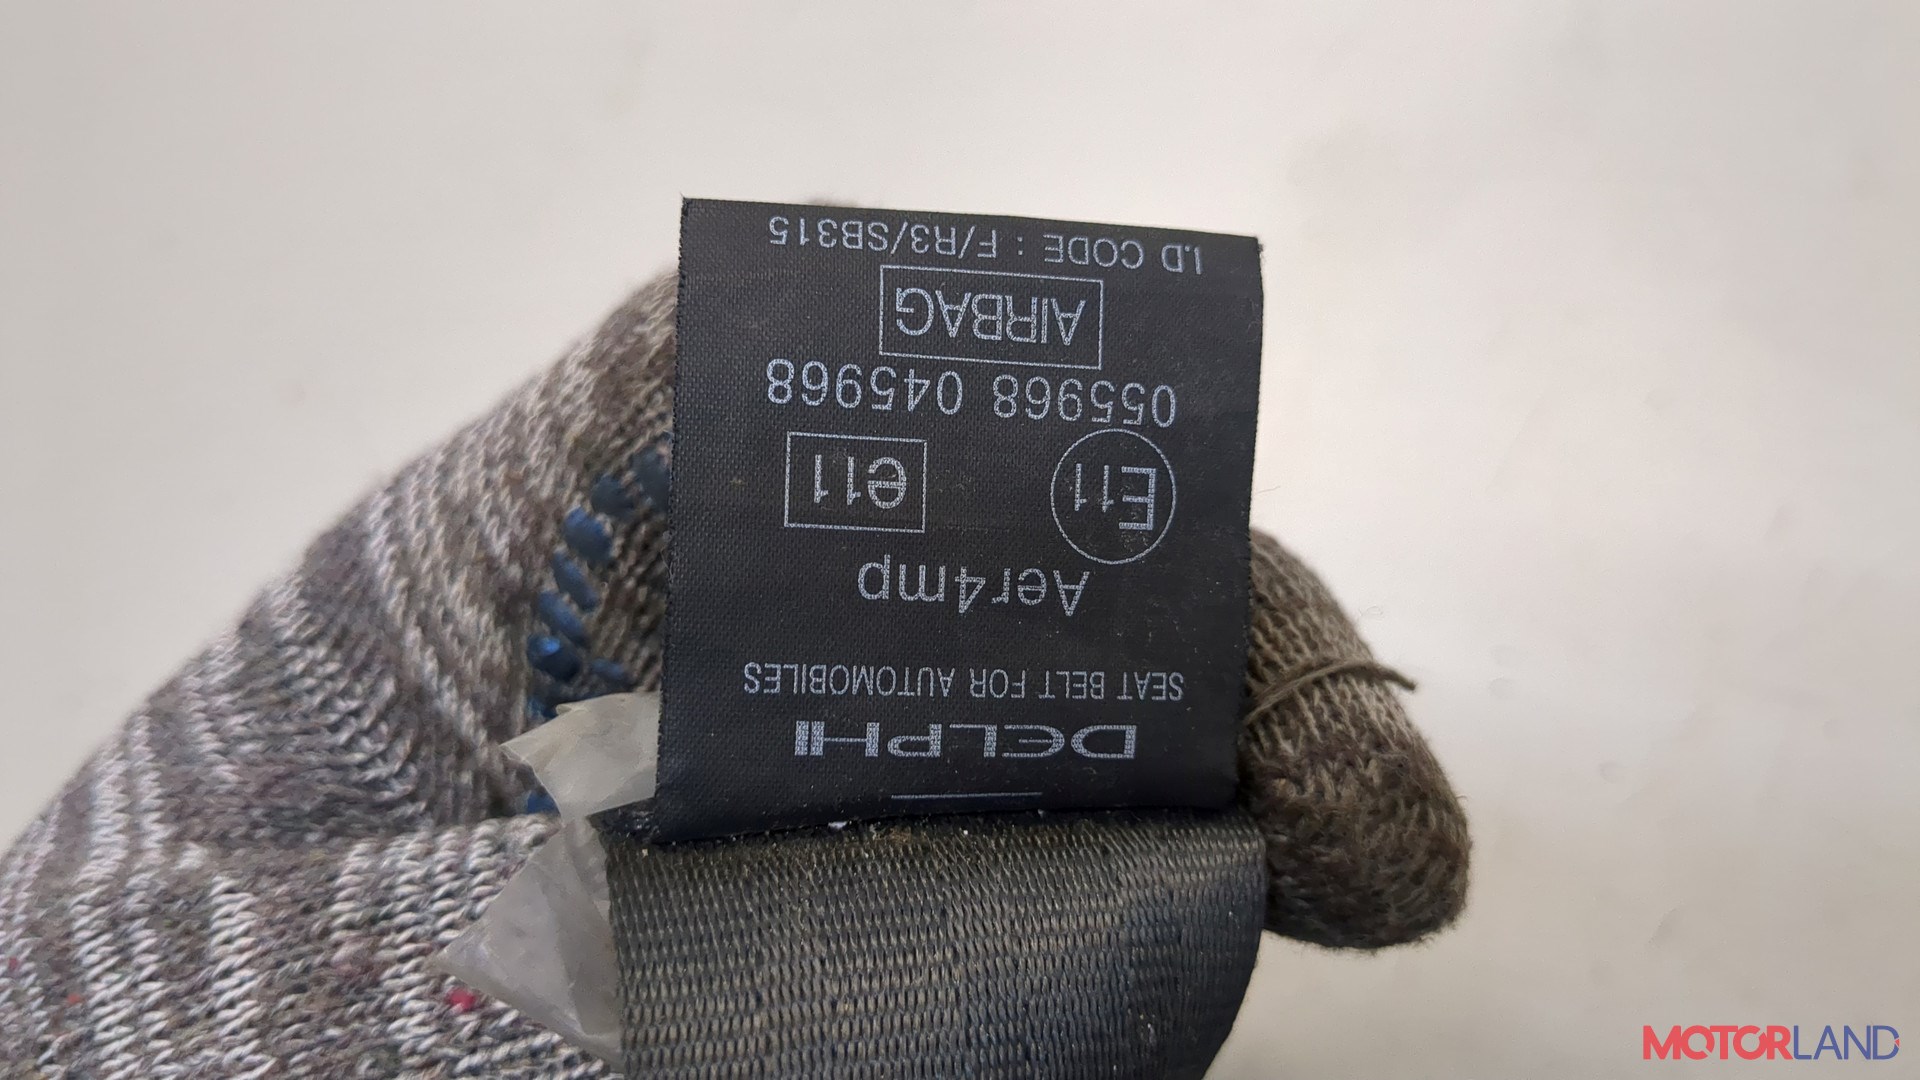 DELPHI
SEAT BELT FOR AUTOMOBILES
Aer4mp
E11 e11
055968 045968
AIRBAG
I.D CODE : F/R3/SB315
MOTORLAND